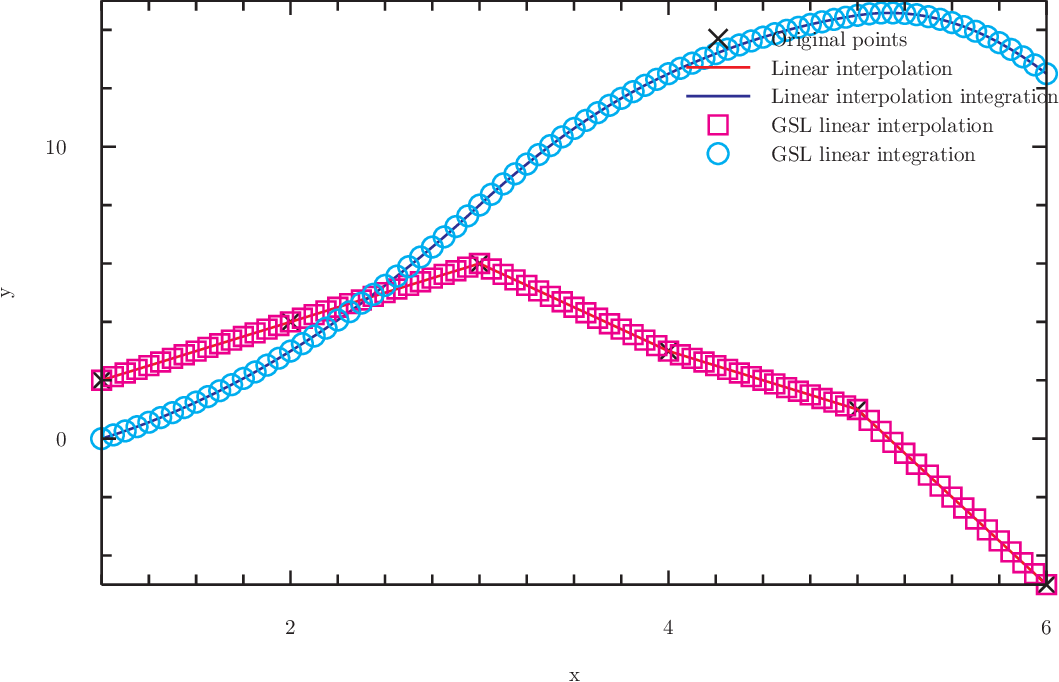 Original points
Linear interpolation
Linear interpolation integration
GSL linear interpolation
GSL linear integration
10
0
y
2
4
6
x